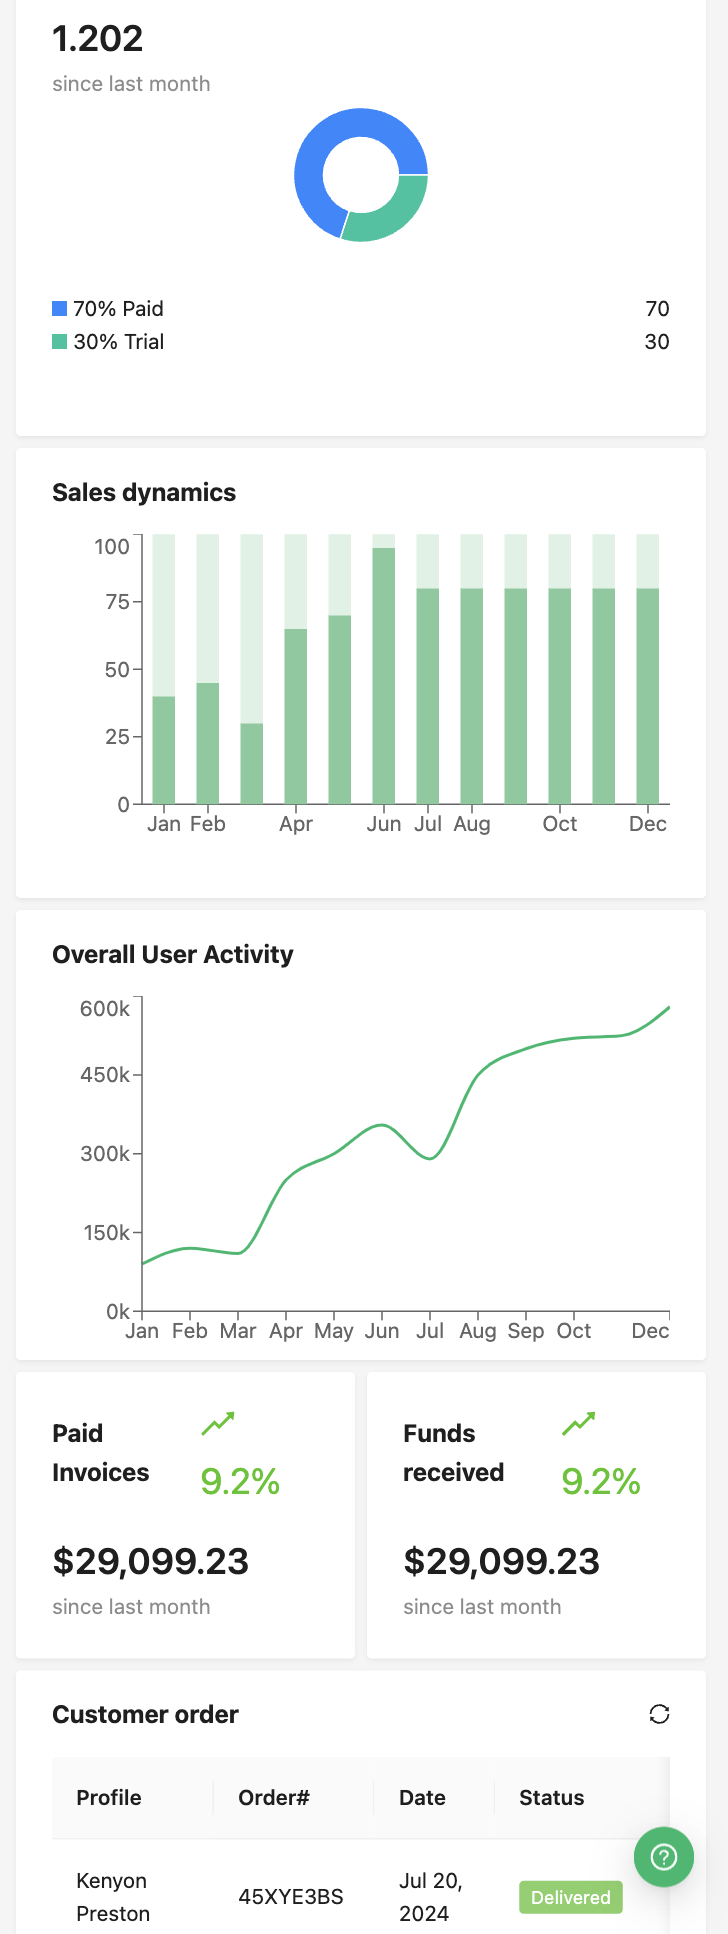 1.202
since last month
70% Paid 70
30% Trial 30
Sales dynamics
100
75
50
25
0
Jan Feb Apr Jun Jul Aug Oct Dec
Overall User Activity
600k
450k
300k
150k
0k
Jan Feb Mar Apr May Jun Jul Aug Sep Oct Dec
Paid
Invoices
9.2%
$29,099.23
since last month
Funds
received
9.2%
$29,099.23
since last month
Customer order
Profile Order# Date Status
Kenyon
Preston
45XYE3BS
Jul 20,
2024
Delivered
?